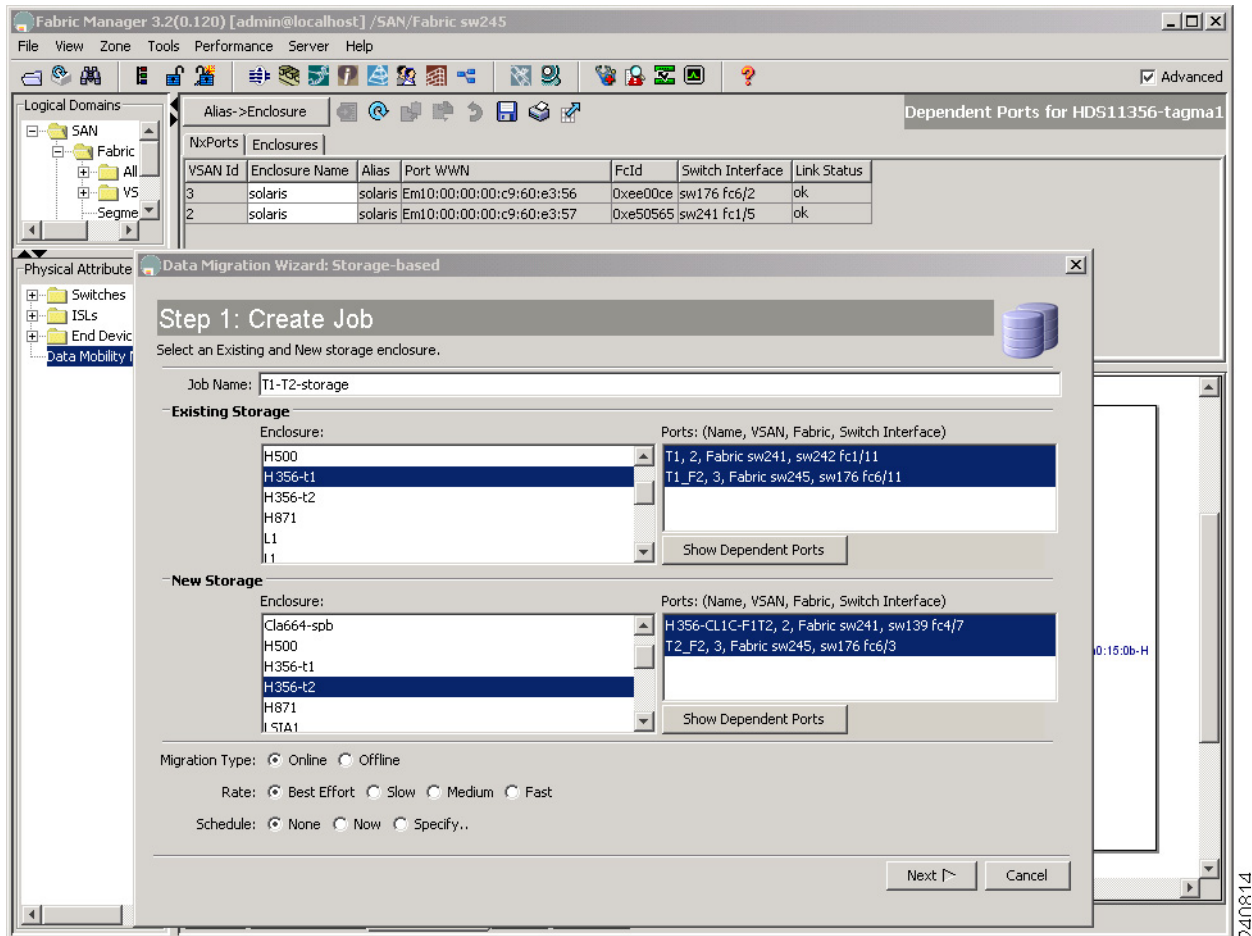 Fabric Manager 3.2(0.120) [admin@localhost] /SAN/Fabric sw245
File View Zone Tools Performance Server Help
Advanced
Logical Domains
SAN
Fabric
All
VS
Segme
Alias->Enclosure
Dependent Ports for HDS11356-tagma1
NxPorts Enclosures
VSAN Id Enclosure Name Alias Port WWN FcId Switch Interface Link Status
3 solaris solaris Em10:00:00:00:c9:60:e3:56 0xee00ce sw176 fc6/2 ok
2 solaris solaris Em10:00:00:00:c9:60:e3:57 0xe50565 sw241 fc1/5 ok
Physical Attribute
Switches
ISLs
End Devic
Data Mobility
Data Migration Wizard: Storage-based
Step 1: Create Job
Select an Existing and New storage enclosure.
Job Name: T1-T2-storage
Existing Storage
Enclosure:
H500
H356-t1
H356-t2
H871
L1
L1
Ports: (Name, VSAN, Fabric, Switch Interface)
T1, 2, Fabric sw241, sw242 fc1/11
T1_F2, 3, Fabric sw245, sw176 fc6/11
Show Dependent Ports
New Storage
Enclosure:
Cla664-spb
H500
H356-t1
H356-t2
H871
LSIA1
Ports: (Name, VSAN, Fabric, Switch Interface)
H356-CL1C-F1T2, 2, Fabric sw241, sw139 fc4/7
T2_F2, 3, Fabric sw245, sw176 fc6/3
Show Dependent Ports
Migration Type: Online Offline
Rate: Best Effort Slow Medium Fast
Schedule: None Now Specify..
Next Cancel
0:15:0b-H
240814